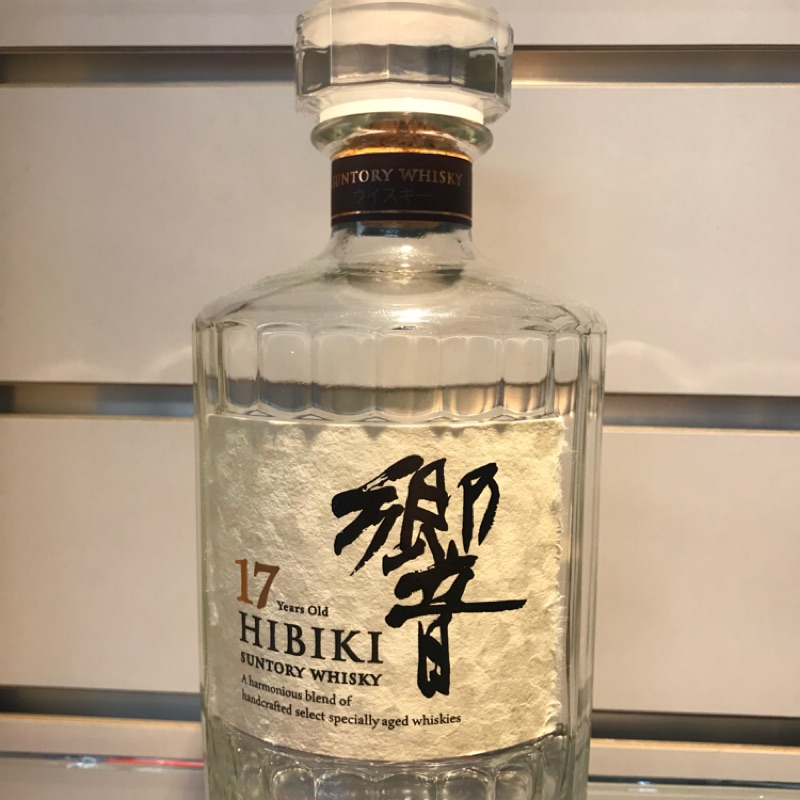 SUNTORY WHISKY
ウイスキー
響
17 Years Old
HIBIKI
SUNTORY WHISKY
A harmonious blend of
handcrafted select specially aged whiskies